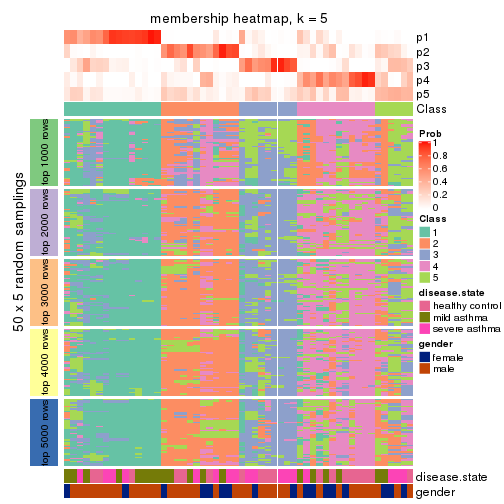 membership heatmap, k = 5
p1
p2
p3
p4
p5
Class
50 x 5 random samplings
top 1000 rows
top 2000 rows
top 3000 rows
top 4000 rows
top 5000 rows
disease.state
gender
Prob
1
0.8
0.6
0.4
0.2
0
Class
1
2
3
4
5
disease.state
healthy control
mild asthma
severe asthma
gender
female
male